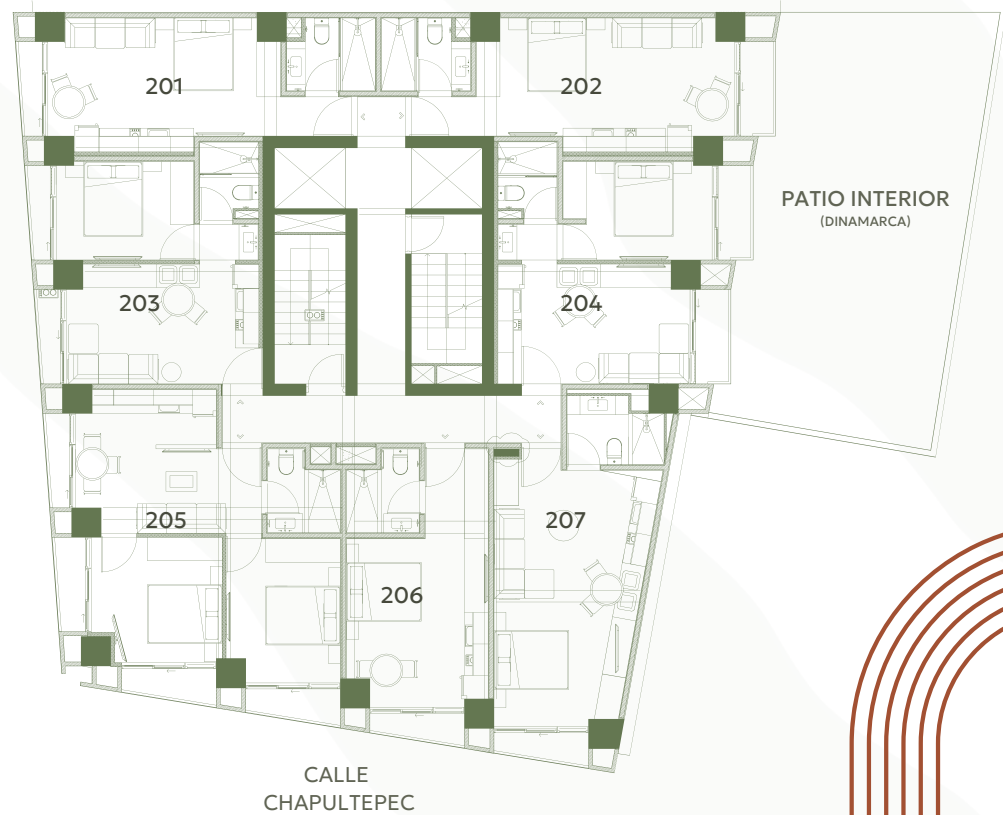 201
202
PATIO INTERIOR
(DINAMARCA)
203
204
205
207
206
CALLE
CHAPULTEPEC